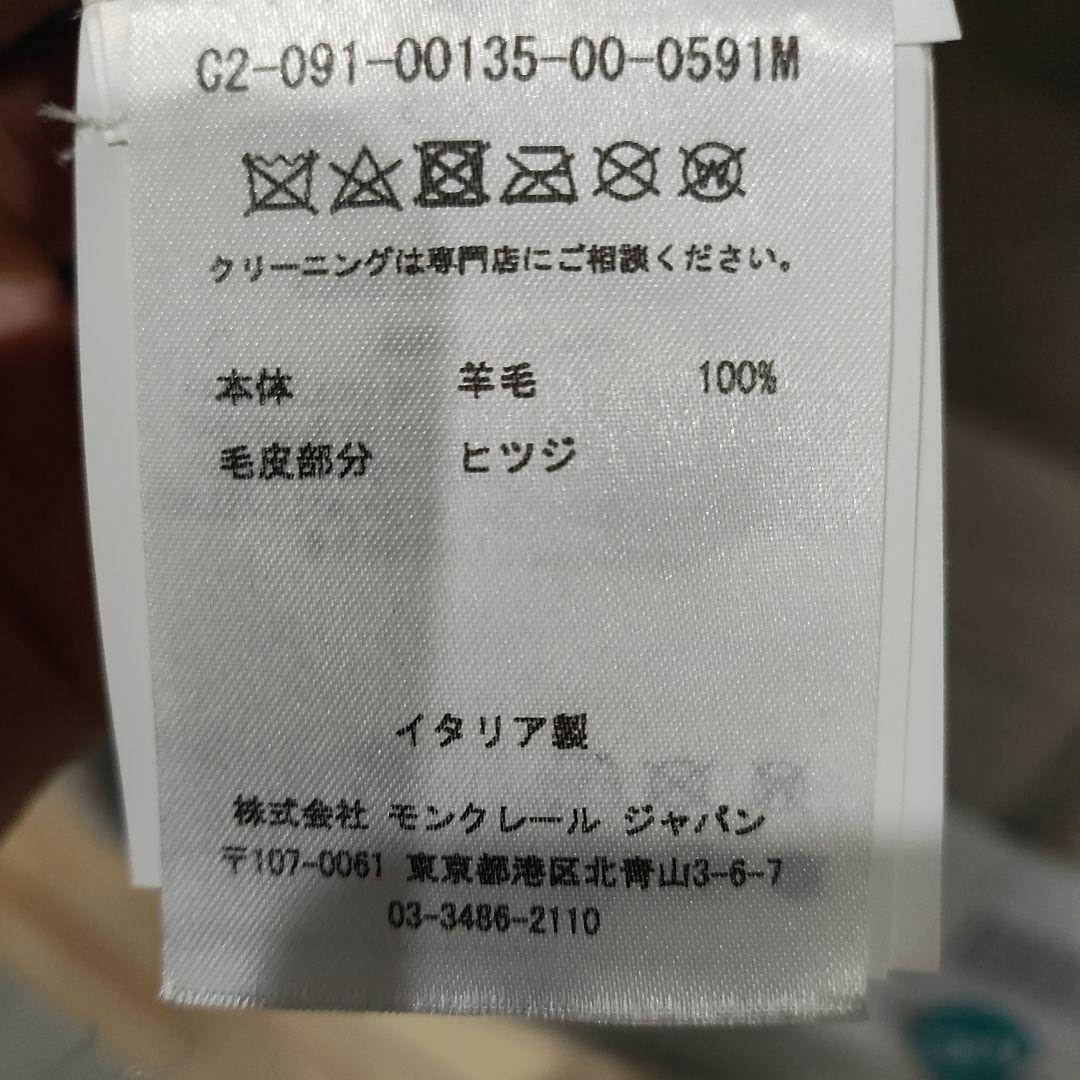 C2-091-00135-00-0591M
クリーニングは専門店にご相談ください。
本体 羊毛 100%
毛皮部分 ヒツジ
イタリア製
株式会社 モンクレール ジャパン
〒107-0061 東京都港区北青山3-6-7
03-3486-2110